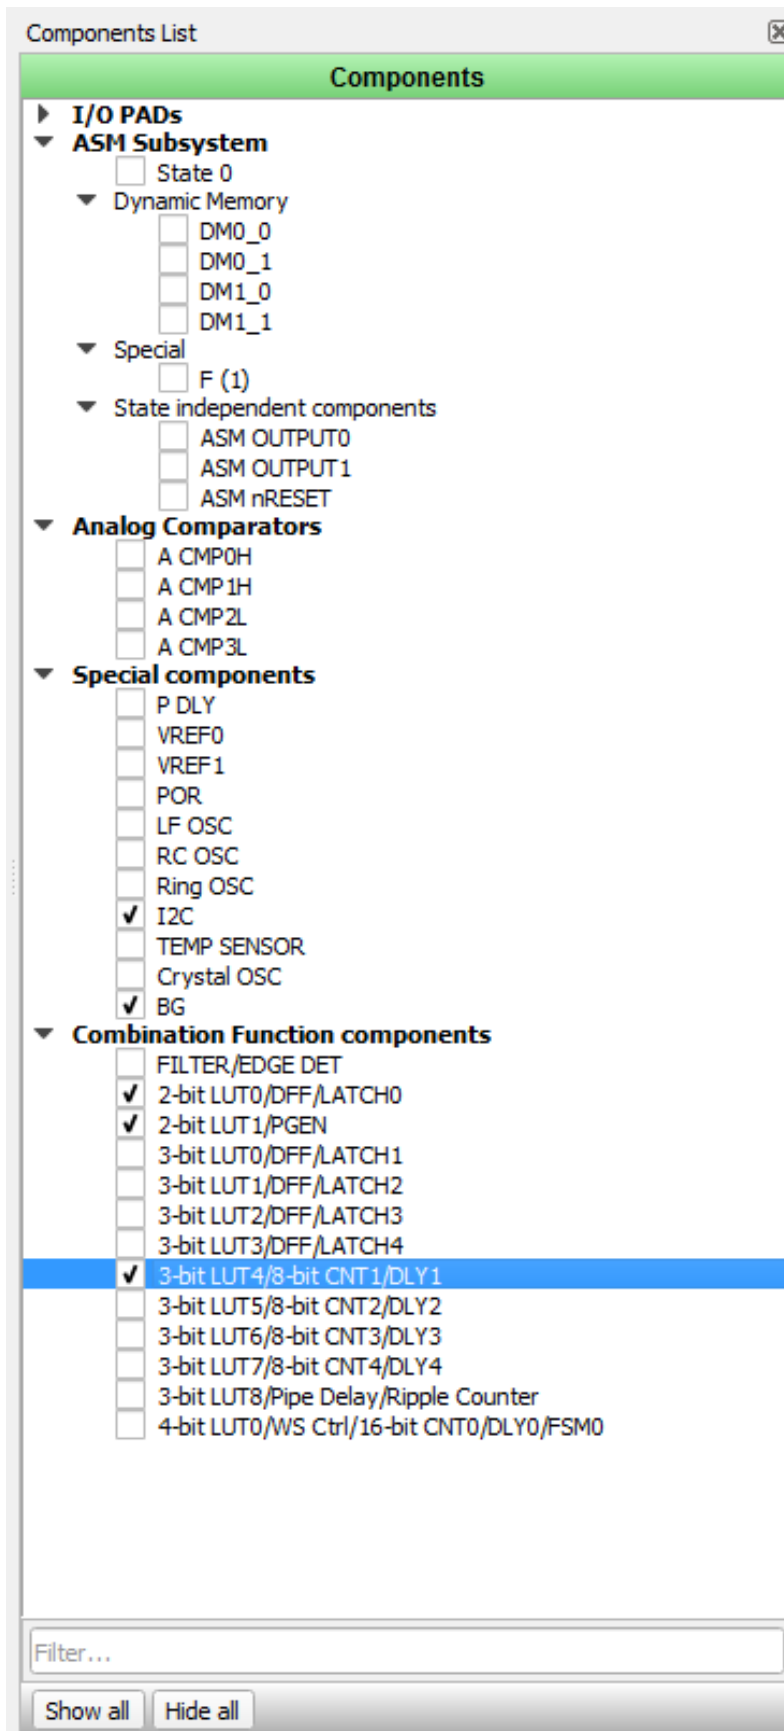 Components List
Components
I/O PADs
ASM Subsystem
State 0
Dynamic Memory
DM0_0
DM0_1
DM1_0
DM1_1
Special
F (1)
State independent components
ASM OUTPUT0
ASM OUTPUT1
ASM nRESET
Analog Comparators
A CMP0H
A CMP1H
A CMP2L
A CMP3L
Special components
P DLY
VREF0
VREF1
POR
LF OSC
RC OSC
Ring OSC
I2C
TEMP SENSOR
Crystal OSC
BG
Combination Function components
FILTER/EDGE DET
2-bit LUT0/DFF/LATCH0
2-bit LUT1/PGEN
3-bit LUT0/DFF/LATCH1
3-bit LUT1/DFF/LATCH2
3-bit LUT2/DFF/LATCH3
3-bit LUT3/DFF/LATCH4
3-bit LUT4/8-bit CNT1/DLY1
3-bit LUT5/8-bit CNT2/DLY2
3-bit LUT6/8-bit CNT3/DLY3
3-bit LUT7/8-bit CNT4/DLY4
3-bit LUT8/Pipe Delay/Ripple Counter
4-bit LUT0/WS Ctrl/16-bit CNT0/DLY0/FSM0
Filter...
Show all Hide all